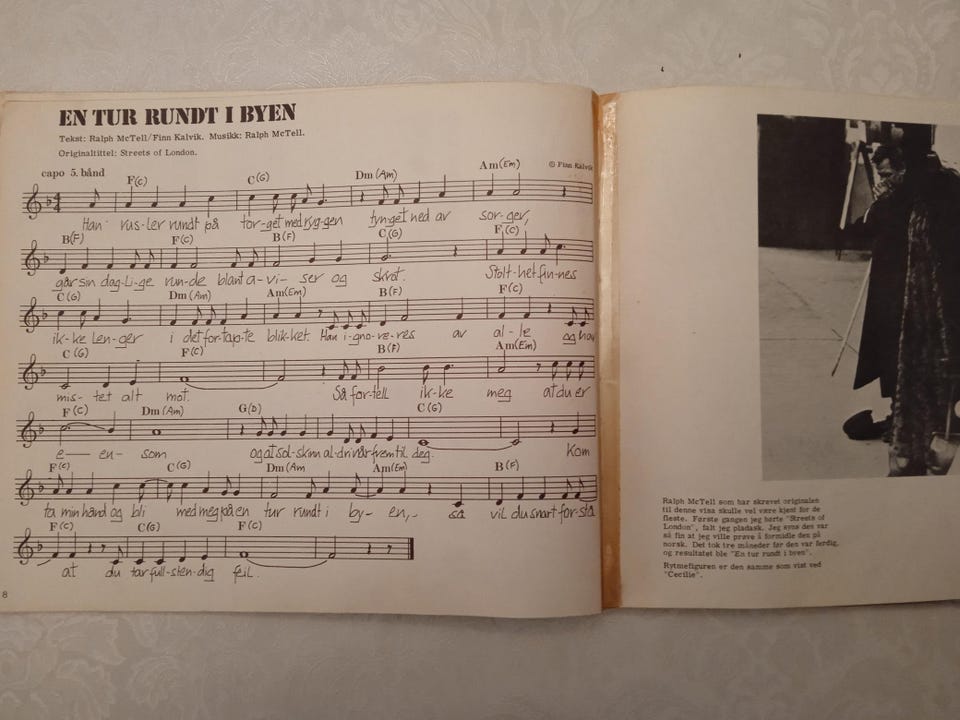 EN TUR RUNDT I BYEN
Tekst: Ralph McTell/Finn Kalvik. Musikk: Ralph McTell.
Originaltittel: Streets of London.
capo 5. bånd F(C) C(G) Dm(Am) Am(Em) © Finn Kalvik
Han rus-ler rundt på tor-get med ryg-gen tyn-get ned av sor-ger,
B(F) F(C) B(F) C(G) F(C)
går sin dag-li-ge run-de blant a-vi-ser og skrot. Stolt-het fin-nes
C(G) Dm(Am) Am(Em) B(F) F(C)
ik-ke len-ger i det for-tap-te blik-ket. Han i-gno-re-res av al-le og har
C(G) F(C) B(F) Am(Em)
mis-tet alt mot. Så for-tell ik-ke meg at du er
F(C) Dm(Am) G(D) C(G)
e- en- som og at sol-skinn al-dri når frem til deg. Kom
F(C) C(G) Dm(Am Am(Em) B(F)
ta min hånd og bli med meg på en tur rundt i by-en,- så vil du snart for-stå
F(C) C(G) F(C)
at du tar full-sten-dig feil.
8
Ralph McTell som har skrevet originalen
til denne visa skulle vel være kjent for de
fleste. Første gangen jeg hørte "Streets of
London", falt jeg pladask. Jeg syns den var
så fin at jeg ville prøve å formidle den på
norsk. Det tok tre måneder før den var ferdig,
og resultatet ble "En tur rundt i byen".
Rytmefiguren er den samme som vist ved
"Cecilie".